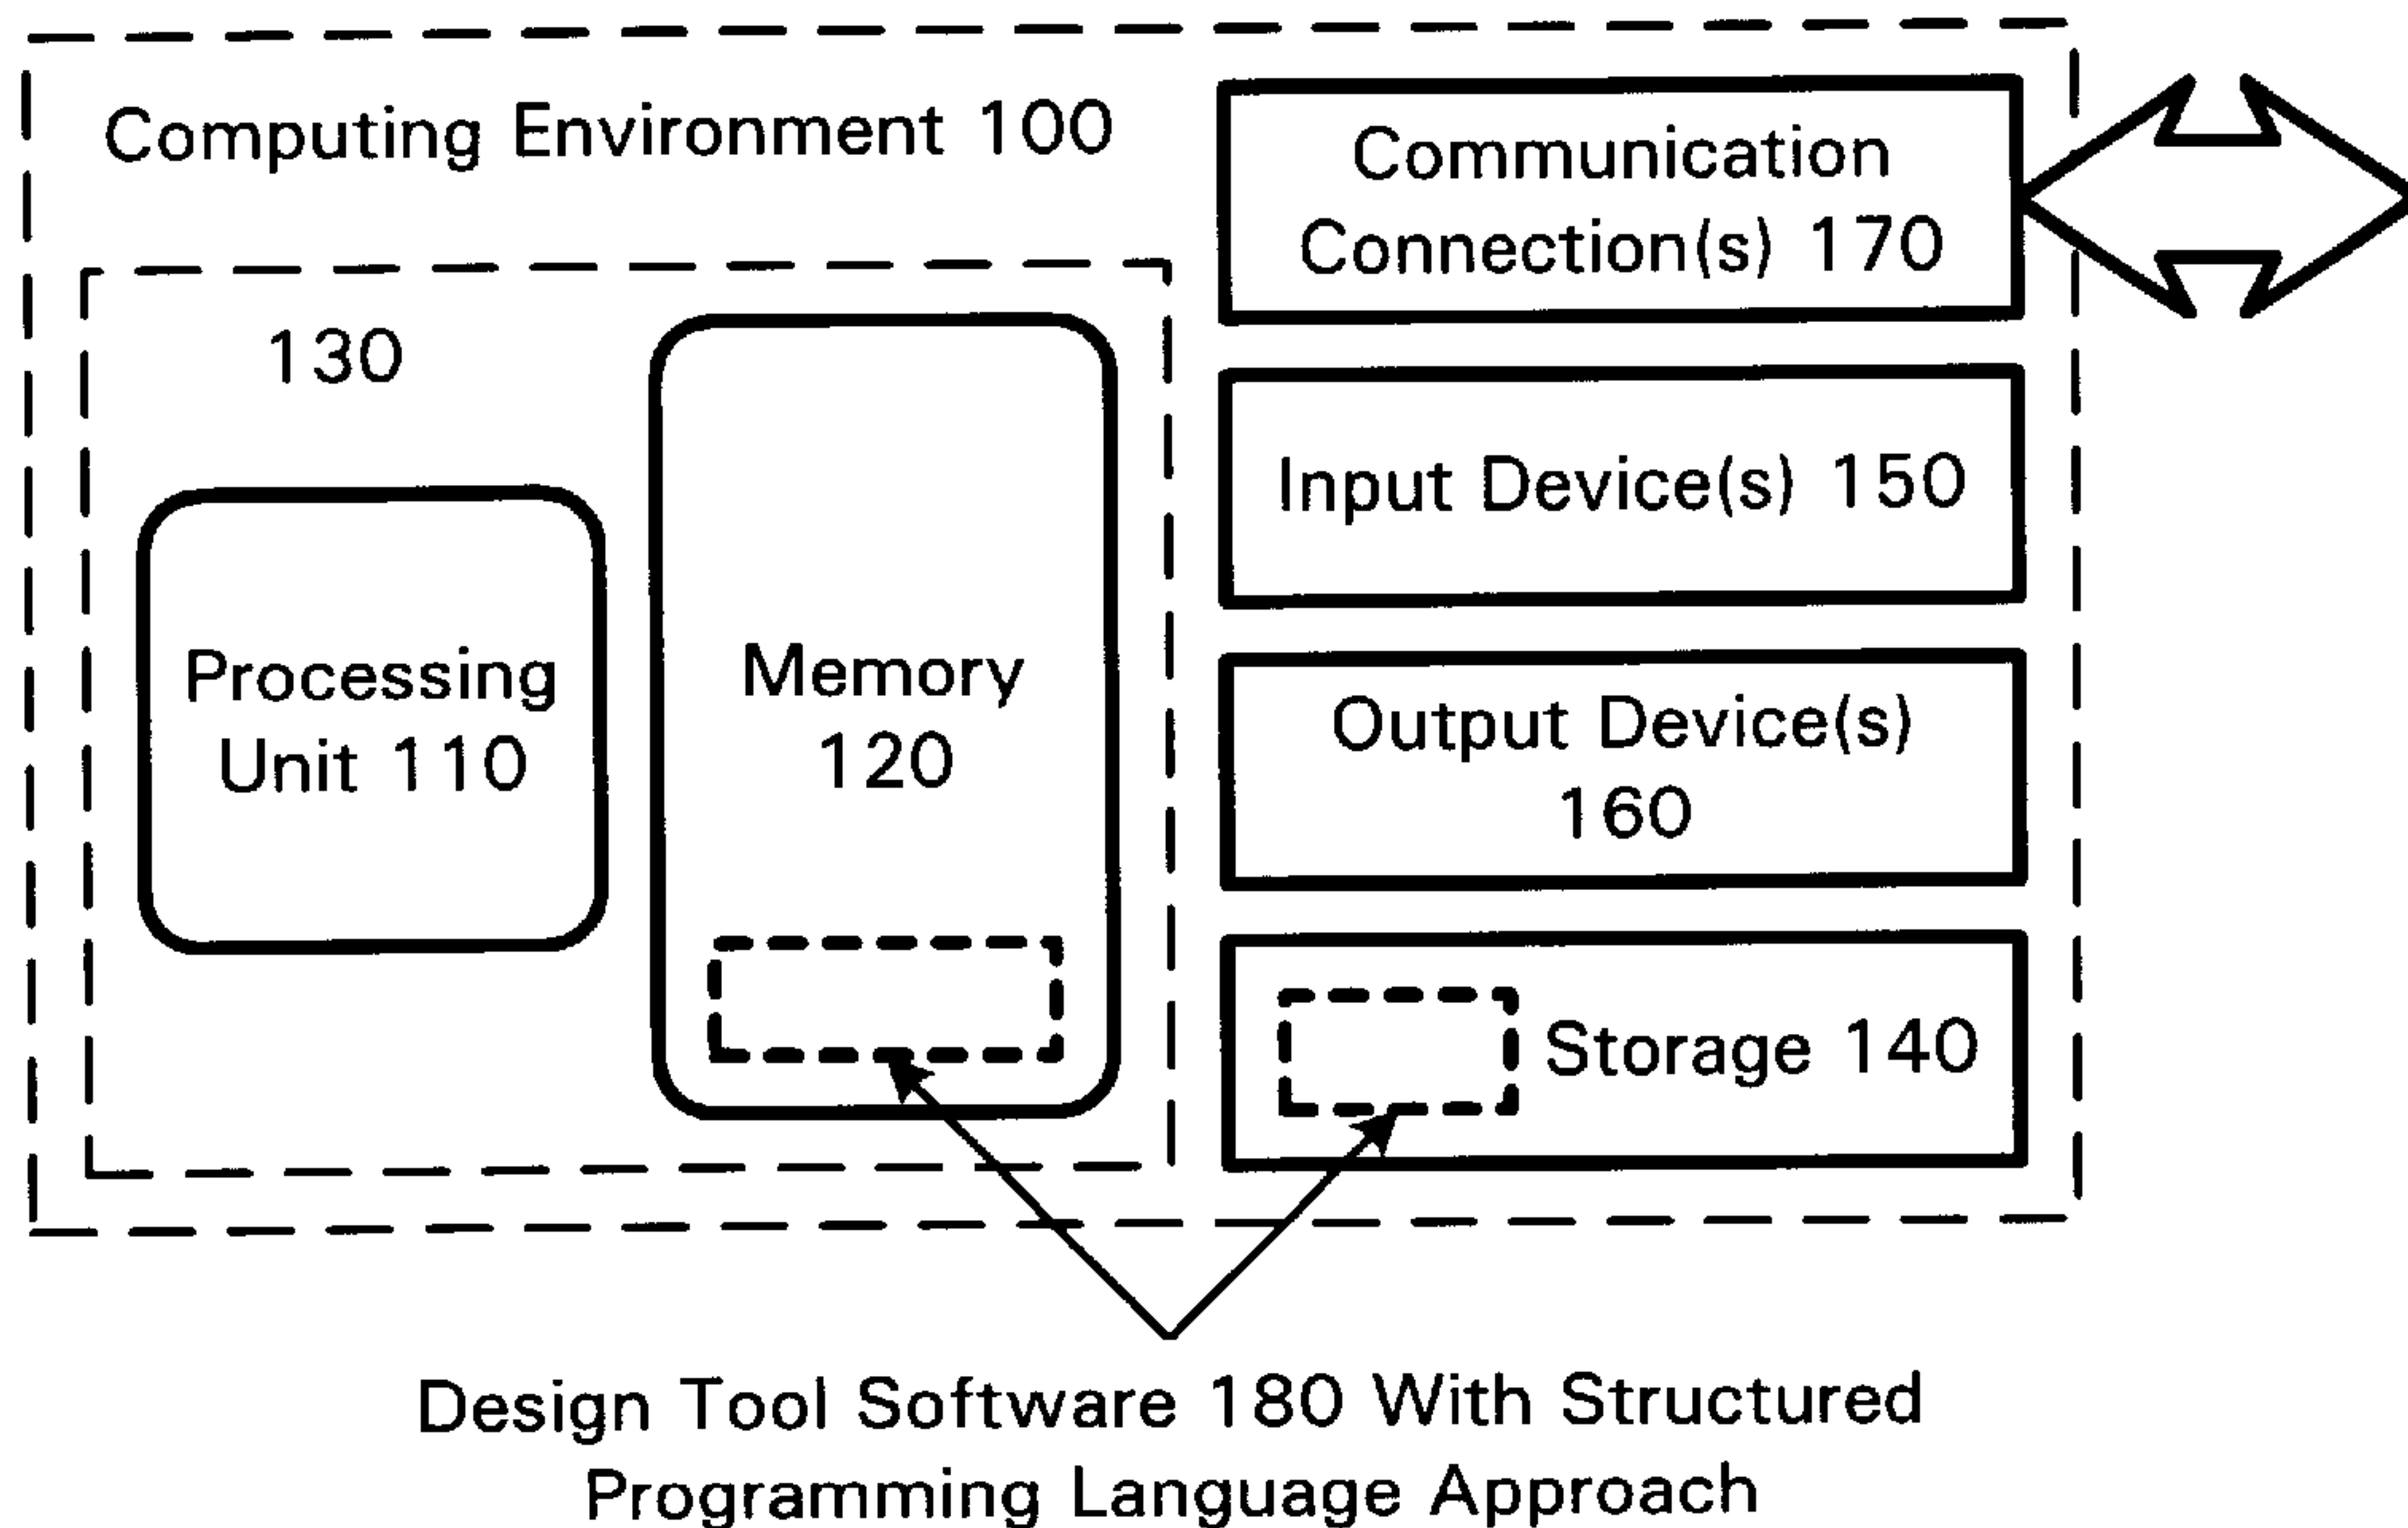 Computing Environment 100
Communication
Connection(s) 170
130
Input Device(s) 150
Processing
Unit 110
Memory
120
Output Device(s)
160
Storage 140
Design Tool Software 180 With Structured
Programming Language Approach